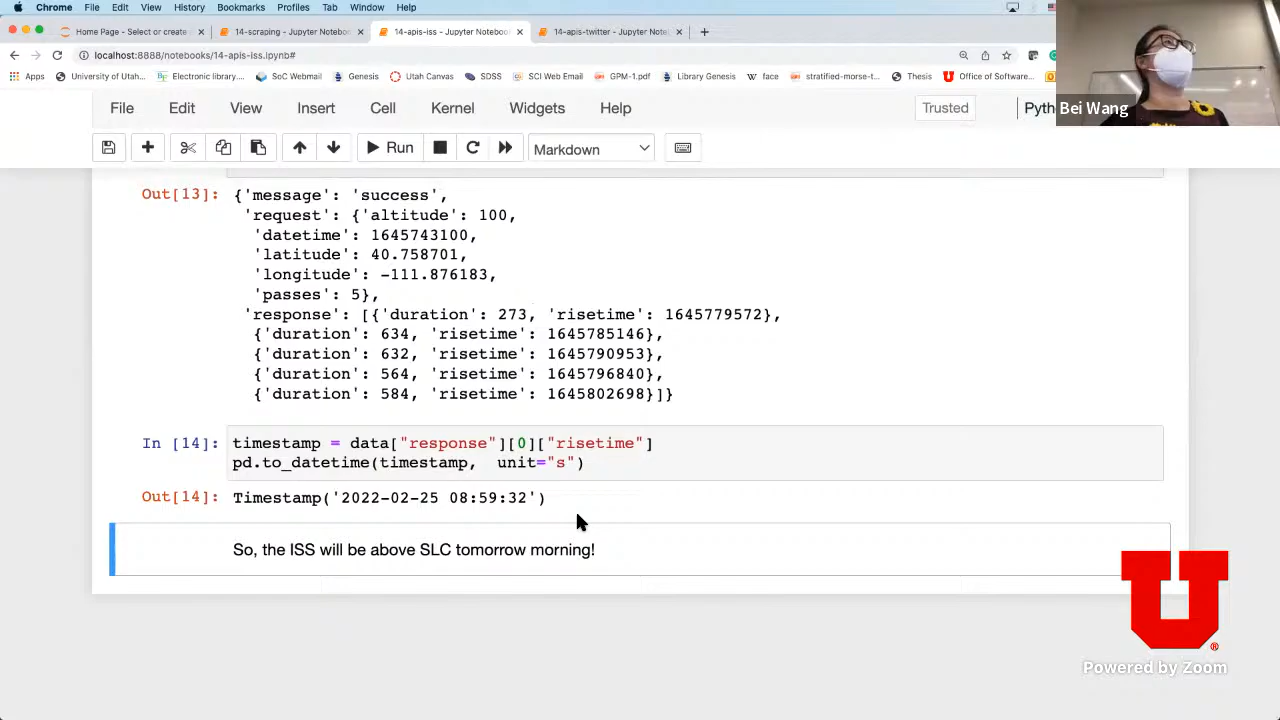 Chrome File Edit View History Bookmarks Profiles Tab Window Help
Home Page - Select or create 14-scraping - Jupyter Notebook 14-apis-iss - Jupyter Notebook 14-apis-twitter - Jupyter Notebook
localhost:8888/notebooks/14-apis-iss.ipynb#
Apps University of Utah... Electronic library... SoC Webmail Genesis Utah Canvas SDSS SCI Web Email GPM-1.pdf Library Genesis face stratified-morse-t... Thesis Office of Software...
File Edit View Insert Cell Kernel Widgets Help Trusted Pyth
Bei Wang
Run Markdown
Out[13]: {'message': 'success',
'request': {'altitude': 100,
'datetime': 1645743100,
'latitude': 40.758701,
'longitude': -111.876183,
'passes': 5},
'response': [{'duration': 273, 'risetime': 1645779572},
{'duration': 634, 'risetime': 1645785146},
{'duration': 632, 'risetime': 1645790953},
{'duration': 564, 'risetime': 1645796840},
{'duration': 584, 'risetime': 1645802698}]}
In [14]: timestamp = data["response"][0]["risetime"]
pd.to_datetime(timestamp, unit="s")
Out[14]: Timestamp('2022-02-25 08:59:32')
So, the ISS will be above SLC tomorrow morning!
U
®
Powered by Zoom